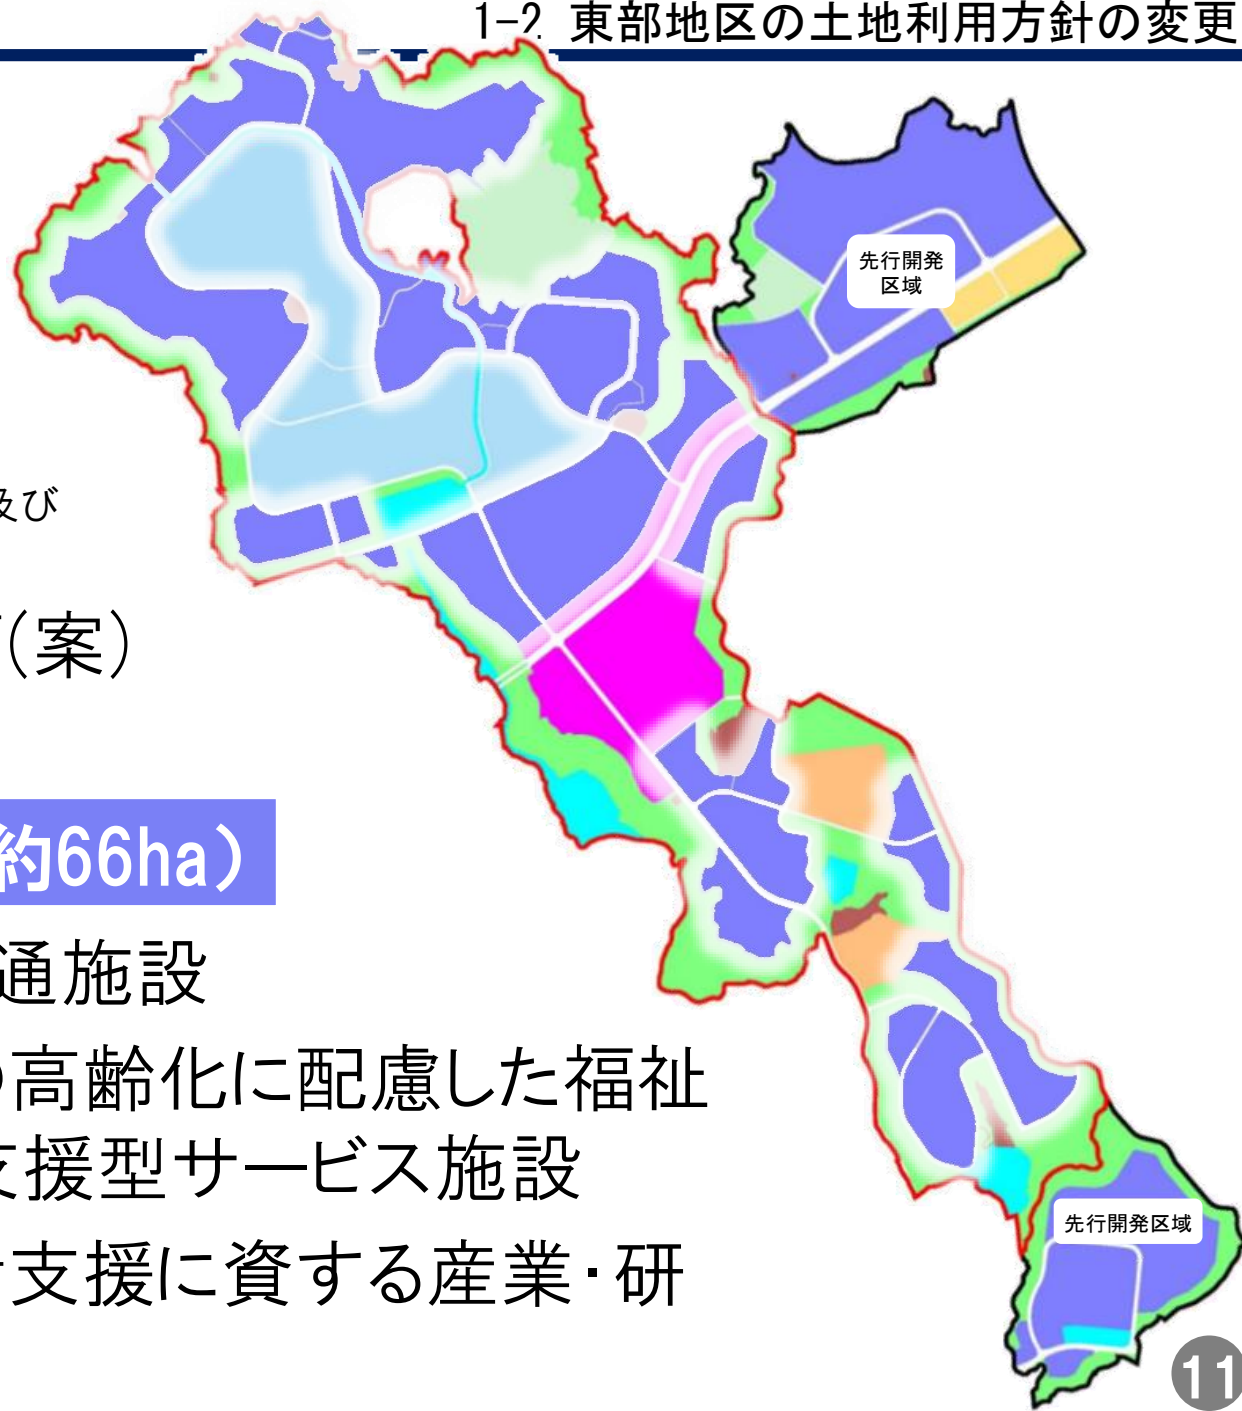 1-2 東部地区の土地利用方針の変更
先行開発
区域
及び
(案)
約66ha)
通施設
高齢化に配慮した福祉
支援型サービス施設
支援に資する産業・研
先行開発区域
11